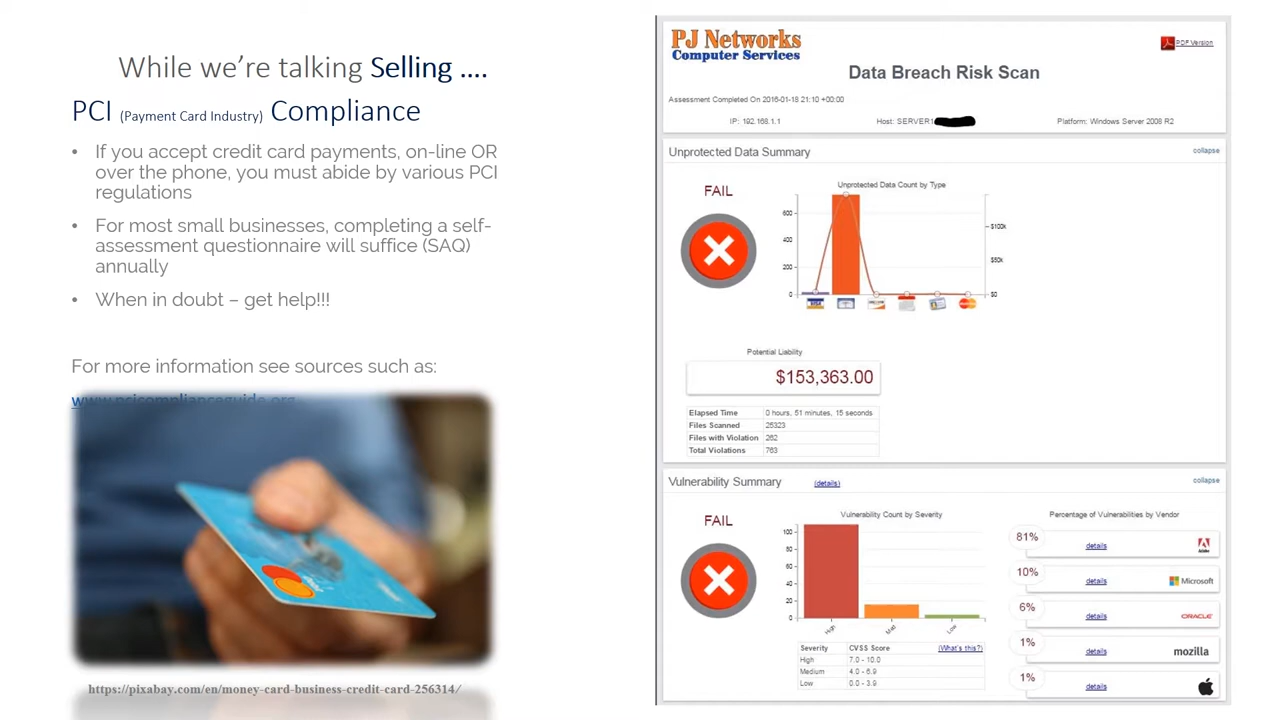 While we're talking Selling ....
PCI (Payment Card Industry) Compliance
• If you accept credit card payments, on-line OR
over the phone, you must abide by various PCI
regulations
• For most small businesses, completing a self-
assessment questionnaire will suffice (SAQ)
annually
• When in doubt – get help!!!
For more information see sources such as:
www.pcicomplianceguide.org
https://pixabay.com/en/money-card-business-credit-card-256314/
PJ Networks
Computer Services
PDF Version
Data Breach Risk Scan
Assessment Completed On 2016-01-18 21:10 +00:00
IP: 192.168.1.1 Host: SERVER1 Platform: Windows Server 2008 R2
Unprotected Data Summary collapse
FAIL
Unprotected Data Count by Type
600
400
200
0
$100k
$50k
$0
VISA
Potential Liability
$153,363.00
Elapsed Time 0 hours, 51 minutes, 15 seconds
Files Scanned 25323
Files with Violation 262
Total Violations 763
Vulnerability Summary (details) collapse
FAIL
Vulnerability Count by Severity
100
80
60
40
20
0
High Med Low
Severity CVSS Score (What's this?)
High 7.0 - 10.0
Medium 4.0 - 6.9
Low 0.0 - 3.9
Percentage of Vulnerabilities by Vendor
81% details Adobe
10% details Microsoft
6% details ORACLE
1% details mozilla
1% details